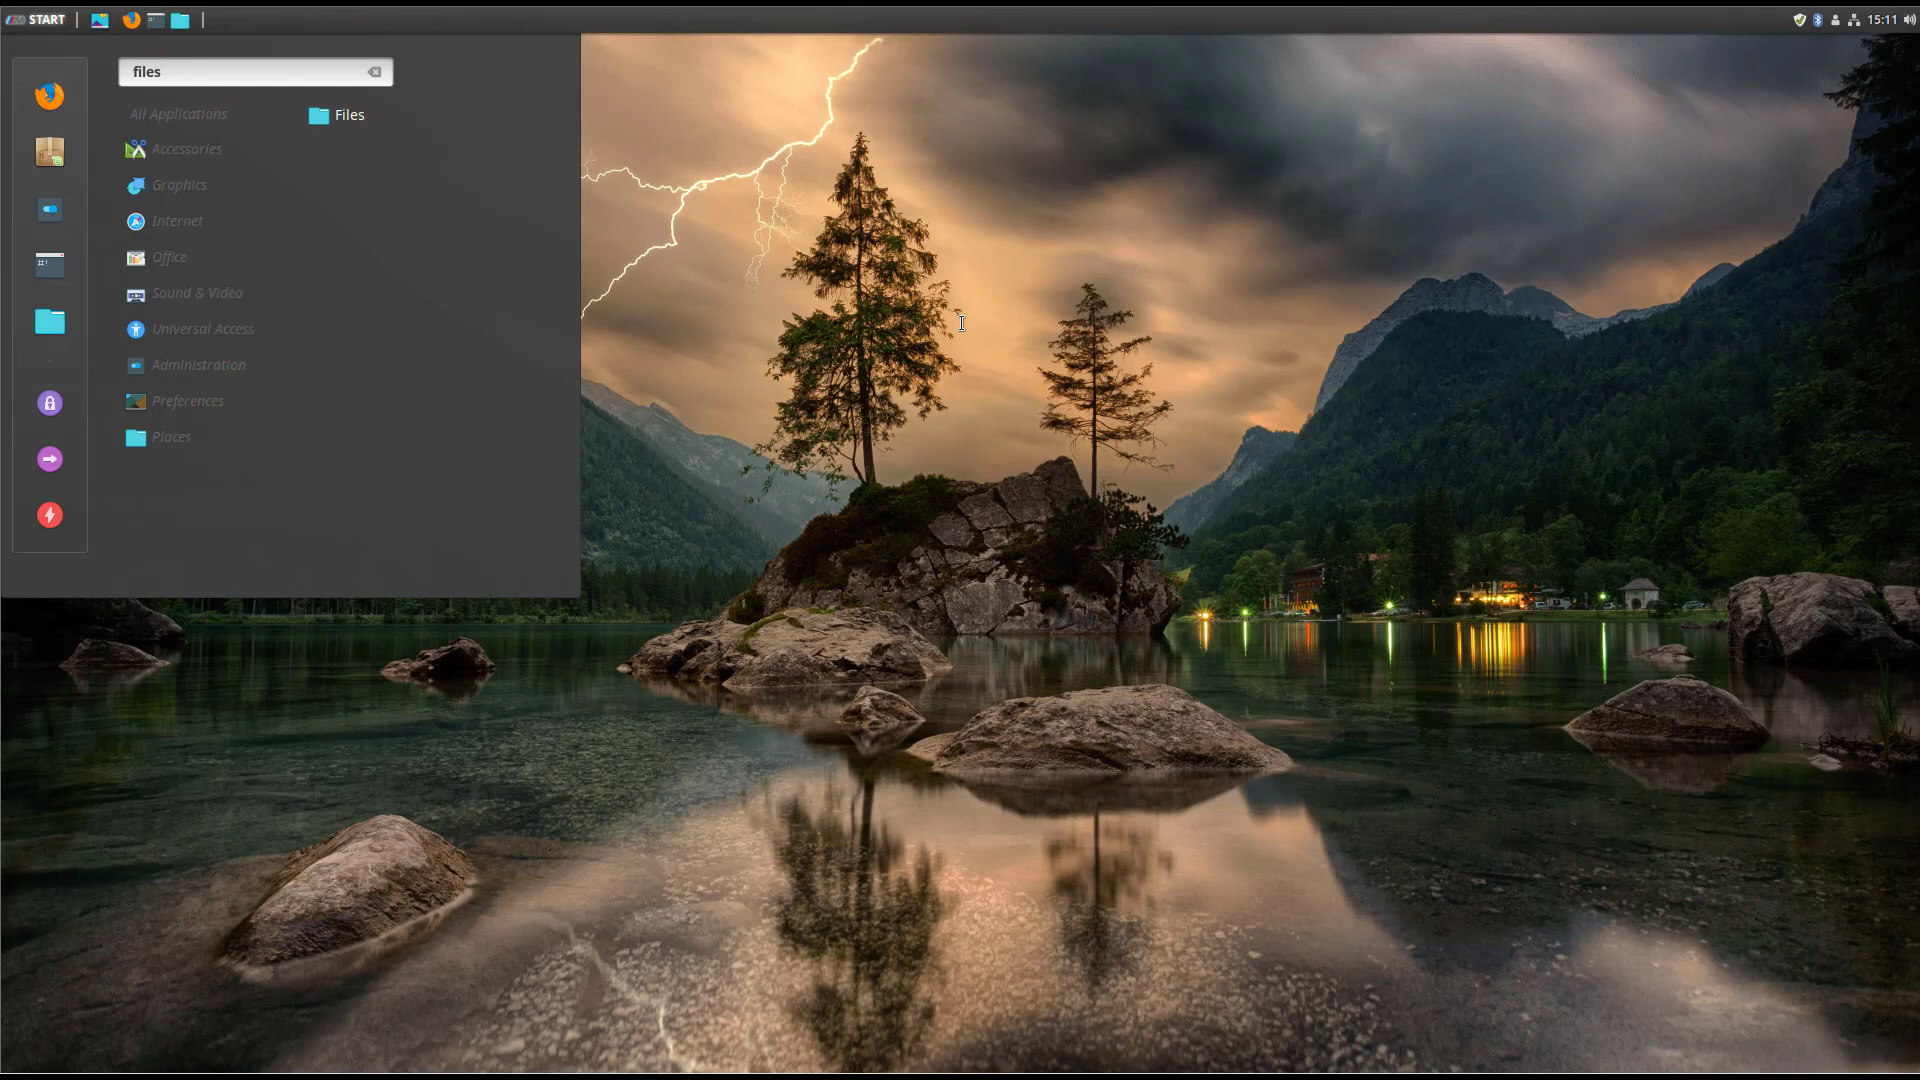 START
15:11
files
All Applications
Files
Accessories
Graphics
Internet
Office
Sound & Video
Universal Access
Administration
Preferences
Places